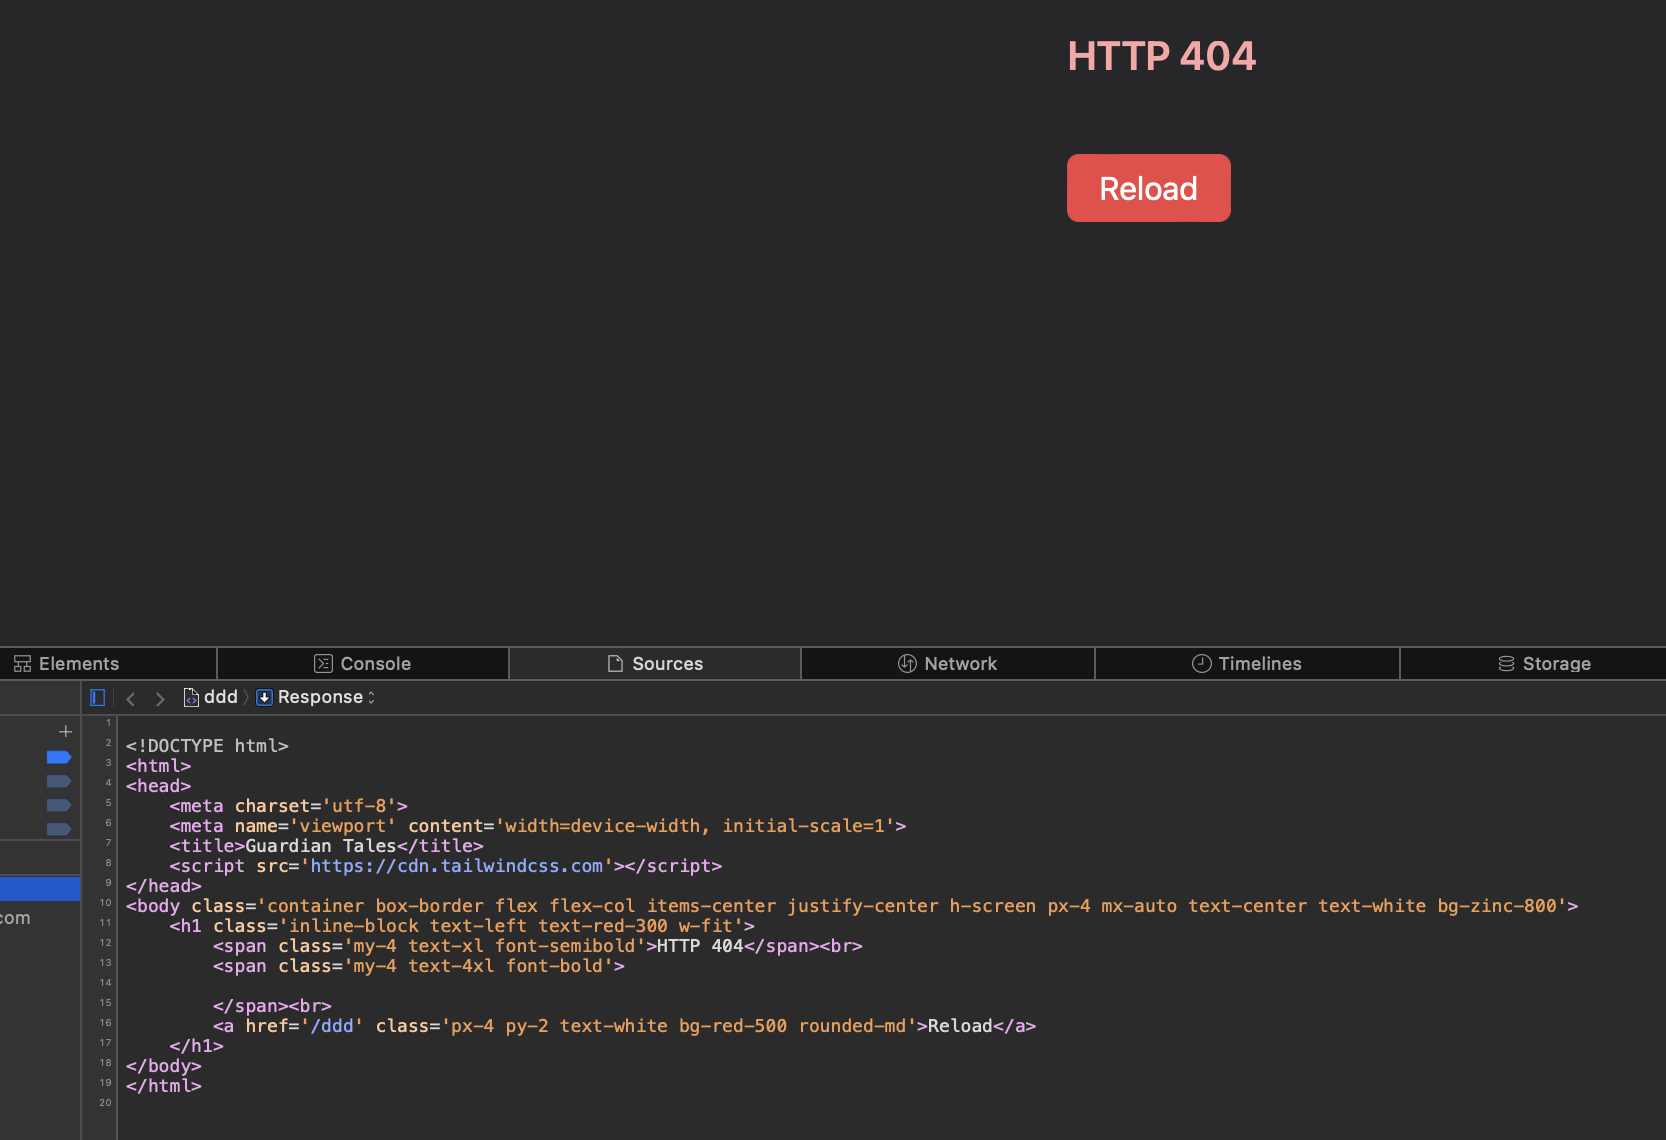 HTTP 404
Reload
Elements Console Sources Network Timelines Storage
ddd Response
+
com
1
2 <!DOCTYPE html>
3 <html>
4 <head>
5     <meta charset='utf-8'>
6     <meta name='viewport' content='width=device-width, initial-scale=1'>
7     <title>Guardian Tales</title>
8     <script src='https://cdn.tailwindcss.com'></script>
9 </head>
10 <body class='container box-border flex flex-col items-center justify-center h-screen px-4 mx-auto text-center text-white bg-zinc-800'>
11     <h1 class='inline-block text-left text-red-300 w-fit'>
12         <span class='my-4 text-xl font-semibold'>HTTP 404</span><br>
13         <span class='my-4 text-4xl font-bold'>
14
15         </span><br>
16         <a href='/ddd' class='px-4 py-2 text-white bg-red-500 rounded-md'>Reload</a>
17     </h1>
18 </body>
19 </html>
20